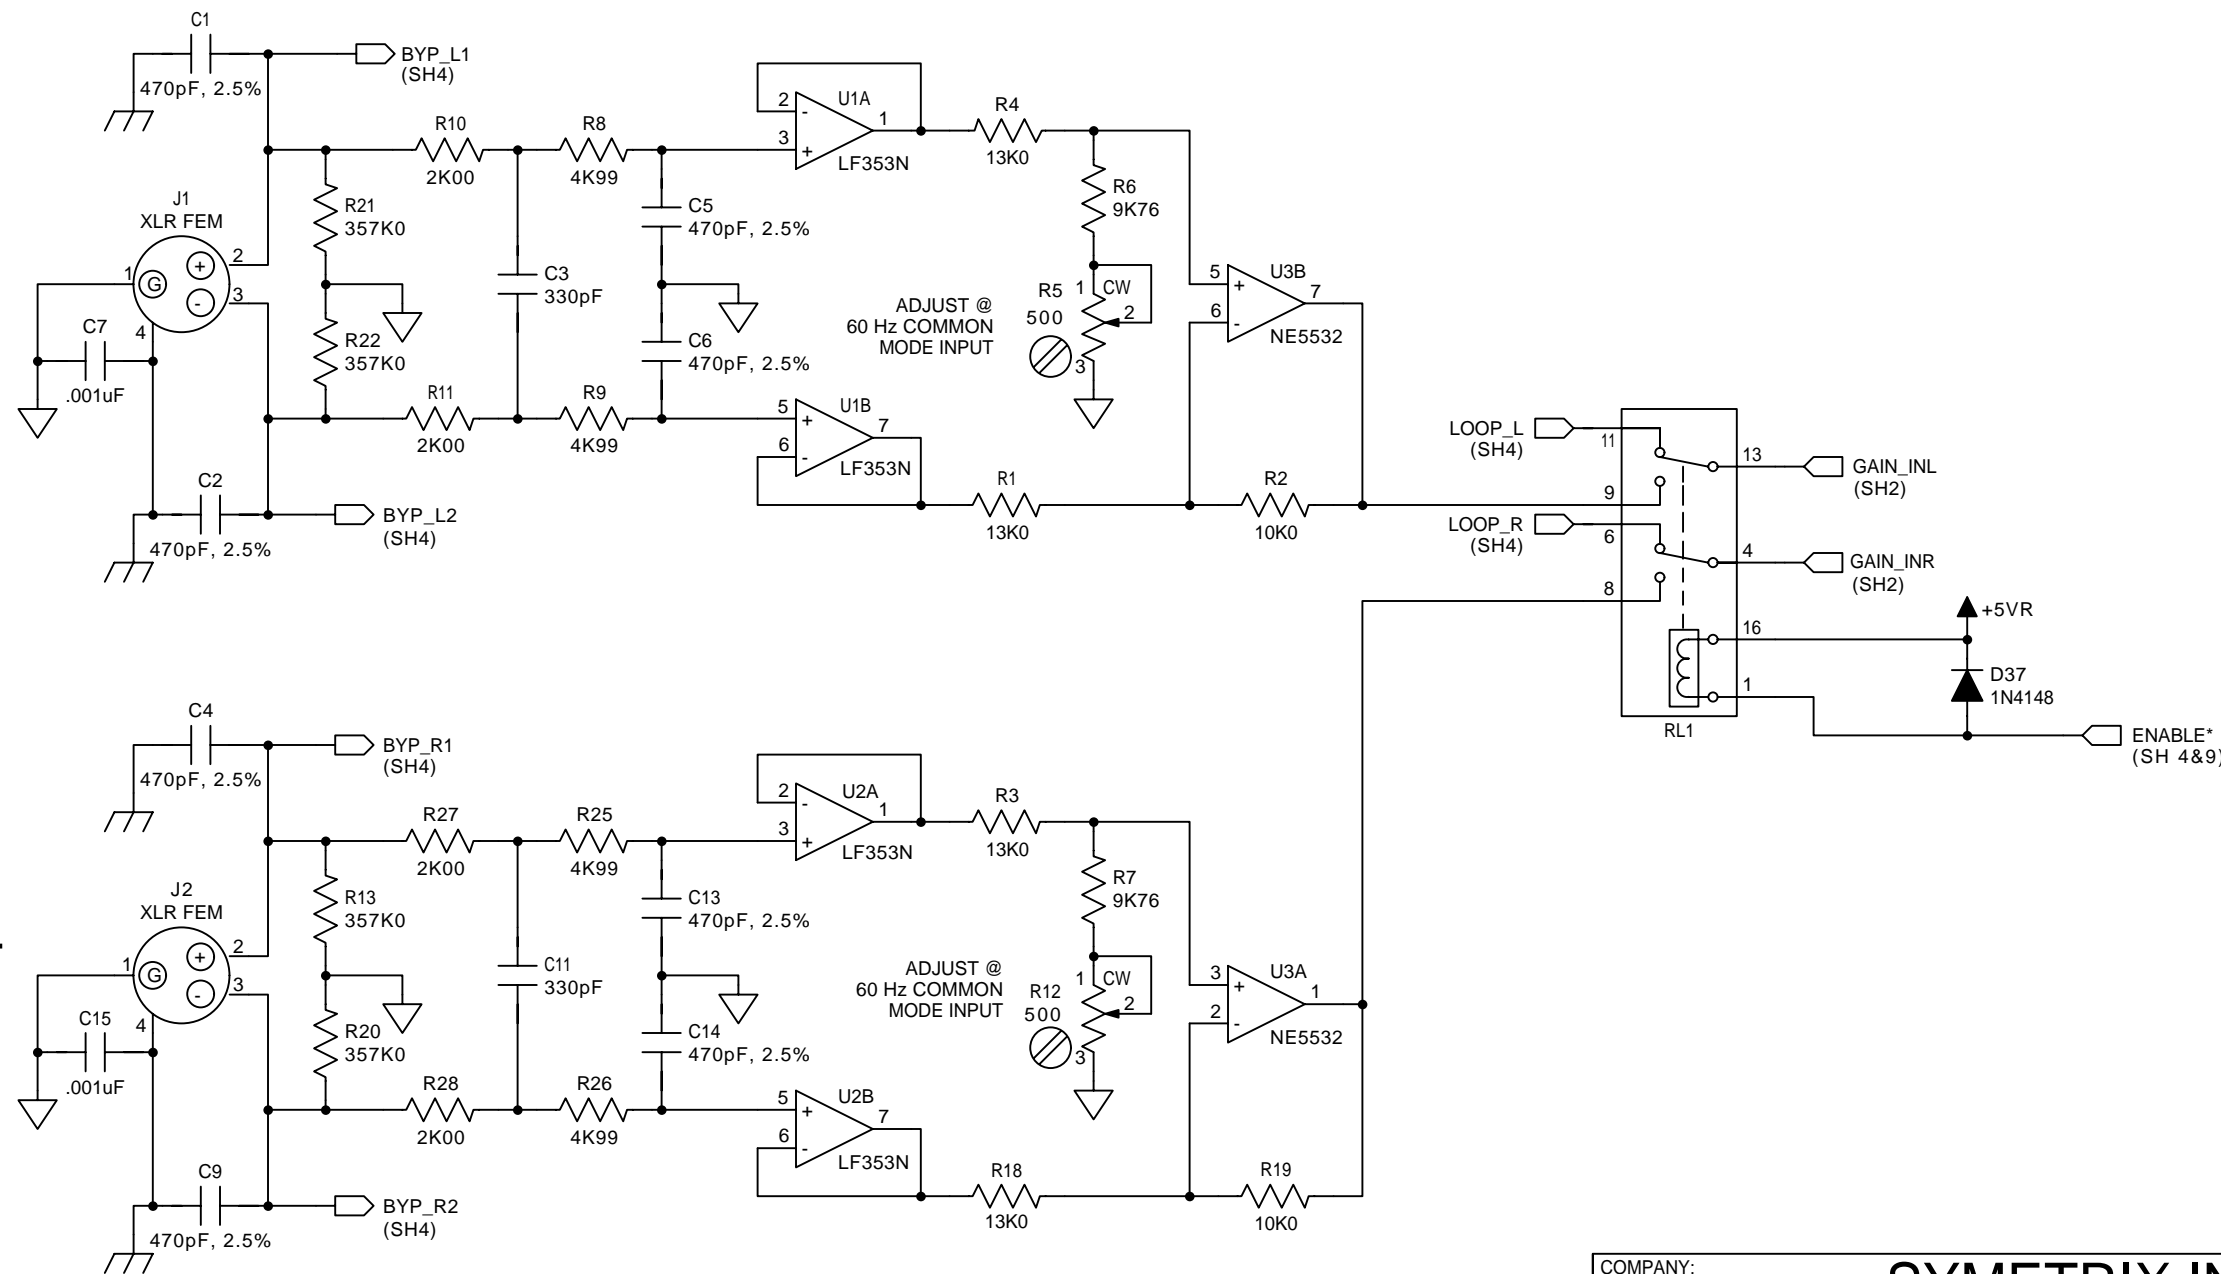 C1
470pF, 2.5%
BYP_L1
(SH4)
R10
2K00
R8
4K99
2
-
3
+
U1A
1
LF353N
R4
13K0
J1
XLR FEM
1
G
+
-
2
3
4
R21
357K0
R22
357K0
C7
.001uF
C3
330pF
C5
470pF, 2.5%
C6
470pF, 2.5%
R6
9K76
ADJUST @
60 Hz COMMON
MODE INPUT
R5
500
1
CW
2
3
5
+
6
-
U3B
7
NE5532
R11
2K00
R9
4K99
5
+
6
-
U1B
7
LF353N
C2
470pF, 2.5%
BYP_L2
(SH4)
R1
13K0
R2
10K0
LOOP_L
(SH4)
11
9
LOOP_R
(SH4)
6
8
13
GAIN_INL
(SH2)
4
GAIN_INR
(SH2)
16
+5VR
1
D37
1N4148
RL1
ENABLE*
(SH 4&9)
C4
470pF, 2.5%
BYP_R1
(SH4)
R27
2K00
R25
4K99
2
-
3
+
U2A
1
LF353N
R3
13K0
J2
XLR FEM
1
G
+
-
2
3
4
R13
357K0
R20
357K0
C15
.001uF
C11
330pF
C13
470pF, 2.5%
C14
470pF, 2.5%
R7
9K76
ADJUST @
60 Hz COMMON
MODE INPUT
R12
500
1
CW
2
3
3
+
2
-
U3A
1
NE5532
R28
2K00
R26
4K99
5
+
6
-
U2B
7
LF353N
C9
470pF, 2.5%
BYP_R2
(SH4)
R18
13K0
R19
10K0
COMPANY: